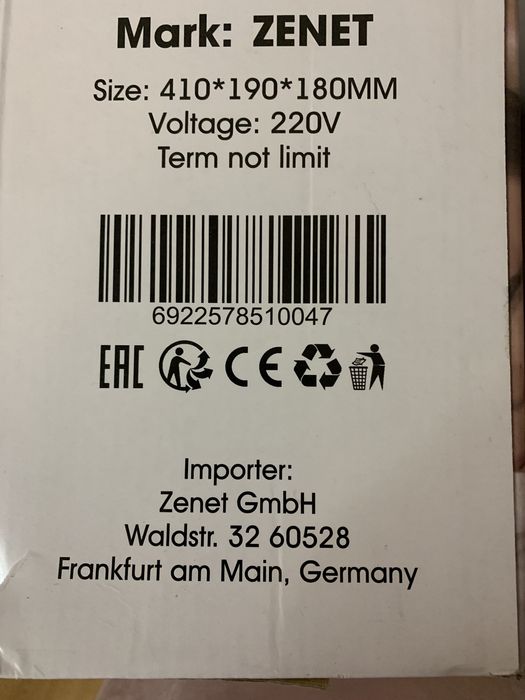 Mark: ZENET
Size: 410*190*180MM
Voltage: 220V
Term not limit
6922578510047
EAC CE
Importer:
Zenet GmbH
Waldstr. 32 60528
Frankfurt am Main, Germany